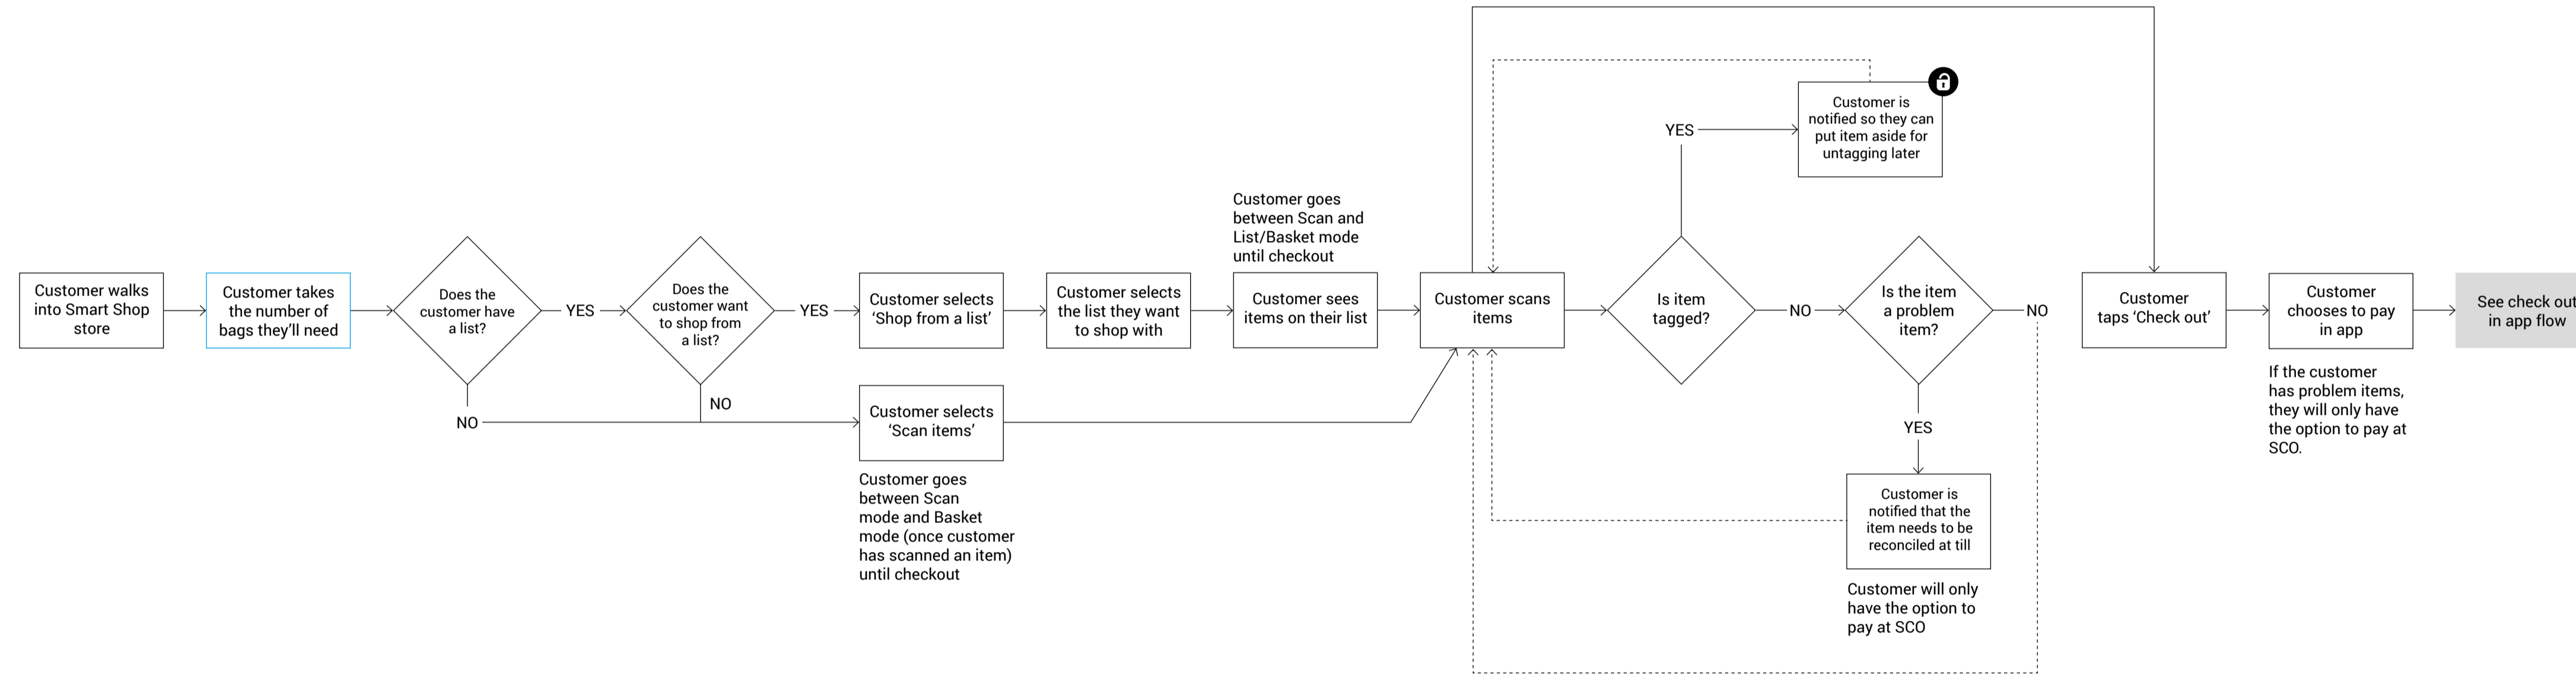 Customer walks
into Smart Shop
store
Customer takes
the number of
bags they’ll need
Does the
customer have
a list?
YES
NO
Does the
customer want
to shop from
a list?
YES
NO
Customer selects
‘Shop from a list’
Customer selects
‘Scan items’
Customer goes
between Scan
mode and Basket
mode (once customer
has scanned an item)
until checkout
Customer selects
the list they want
to shop with
Customer goes
between Scan and
List/Basket mode
until checkout
Customer sees
items on their list
Customer scans
items
Is item
tagged?
YES
Customer is
notified so they can
put item aside for
untagging later
NO
Is the item
a problem
item?
NO
YES
Customer is
notified that the
item needs to be
reconciled at till
Customer will only
have the option to
pay at SCO
Customer
taps ‘Check out’
Customer
chooses to pay
in app
If the customer
has problem items,
they will only have
the option to pay at
SCO.
See check out
in app flow